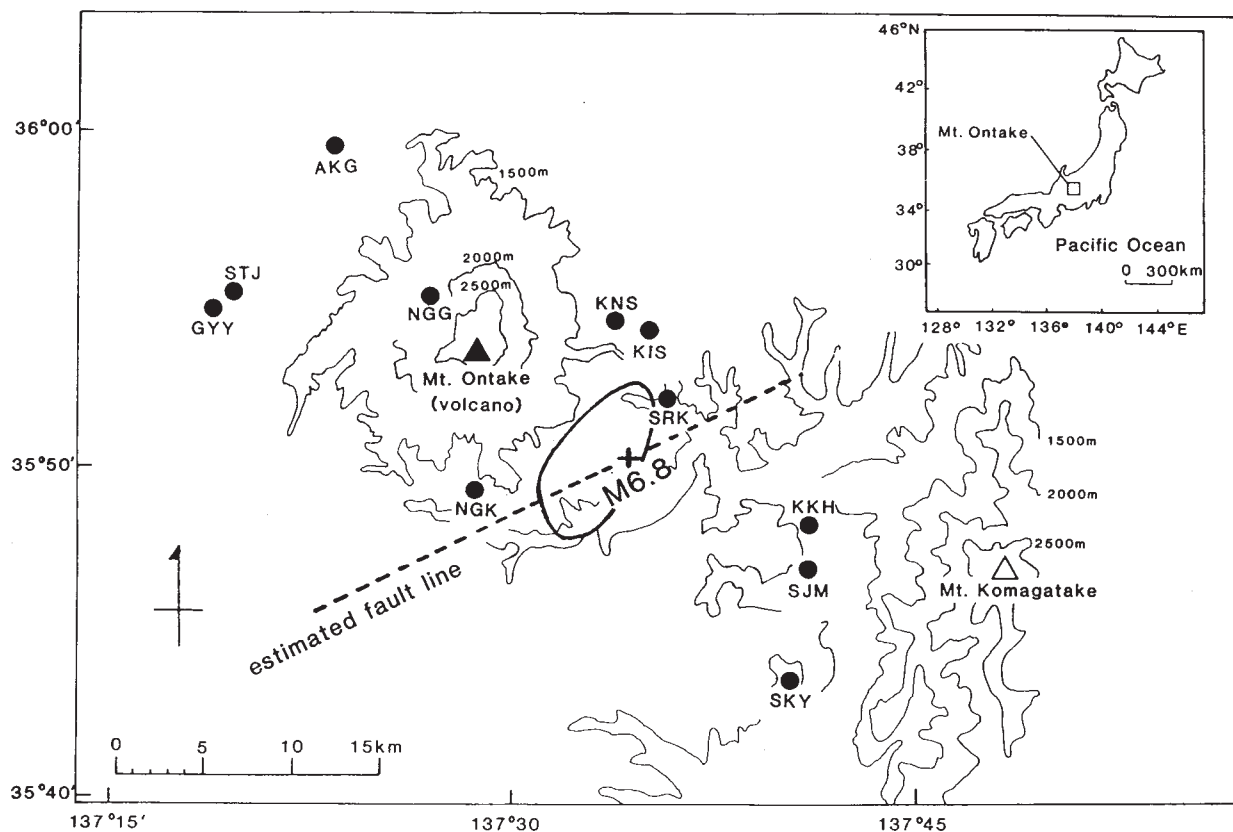 46°N
42°
38°
34°
30°
Mt. Ontake
Pacific Ocean
0 300km
128° 132° 136° 140° 144°E
36°00′
AKG
1500m
STJ
GYY
2000m
2500m
NGG
KNS
KIS
Mt. Ontake
(volcano)
SRK
35°50′
NGK
M6.8
1500m
2000m
KKH
2500m
SJM
Mt. Komagatake
estimated fault line
SKY
0 5 10 15km
35°40′
137°15′ 137°30′ 137°45′